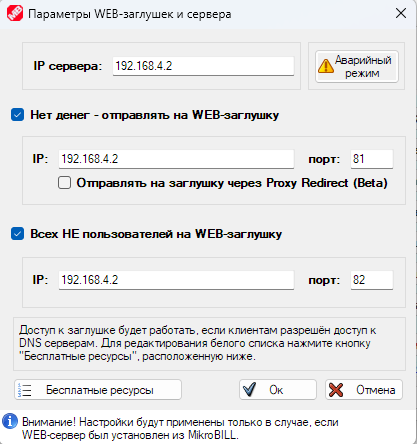 Параметры WEB-заглушек и сервера
IP сервера: 192.168.4.2
Аварийный
режим
Нет денег - отправлять на WEB-заглушку
IP: 192.168.4.2 порт: 81
Отправлять на заглушку через Proxy Redirect (Beta)
Всех НЕ пользователей на WEB-заглушку
IP: 192.168.4.2 порт: 82
Доступ к заглушке будет работать, если клиентам разрешён доступ к
DNS серверам. Для редактирования белого списка нажмите кнопку
"Бесплатные ресурсы", расположенную ниже.
Бесплатные ресурсы Ок Отмена
Внимание! Настройки будут применены только в случае, если
WEB-сервер был установлен из MikroBILL.